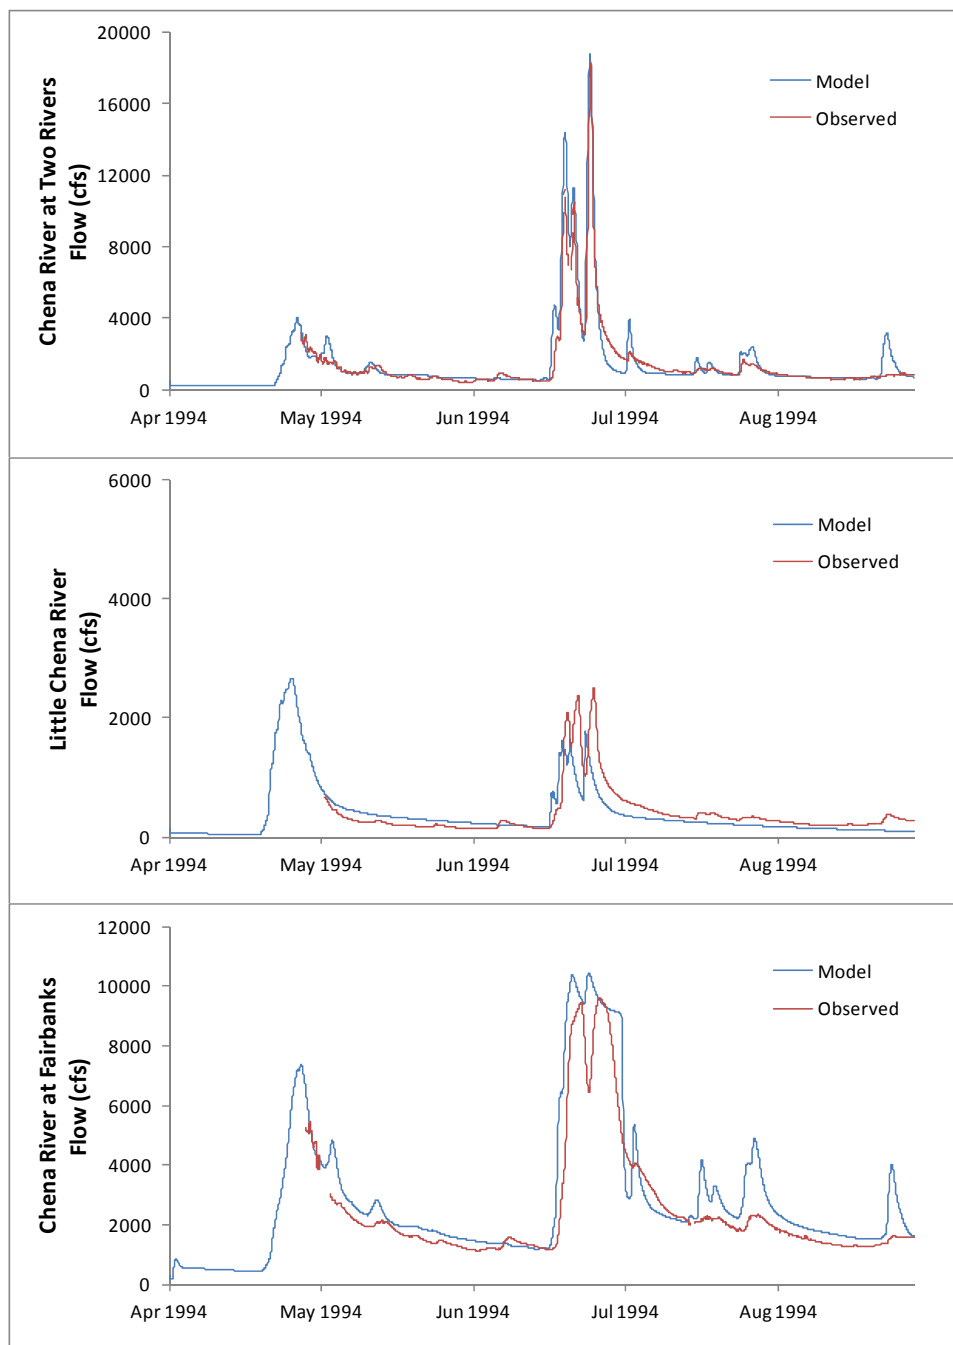 Chena River at Two Rivers
Flow (cfs)
20000
16000
12000
8000
4000
0
Model
Observed
Apr 1994
May 1994
Jun 1994
Jul 1994
Aug 1994
Little Chena River
Flow (cfs)
6000
4000
2000
0
Model
Observed
Apr 1994
May 1994
Jun 1994
Jul 1994
Aug 1994
Chena River at Fairbanks
Flow (cfs)
12000
10000
8000
6000
4000
2000
0
Model
Observed
Apr 1994
May 1994
Jun 1994
Jul 1994
Aug 1994